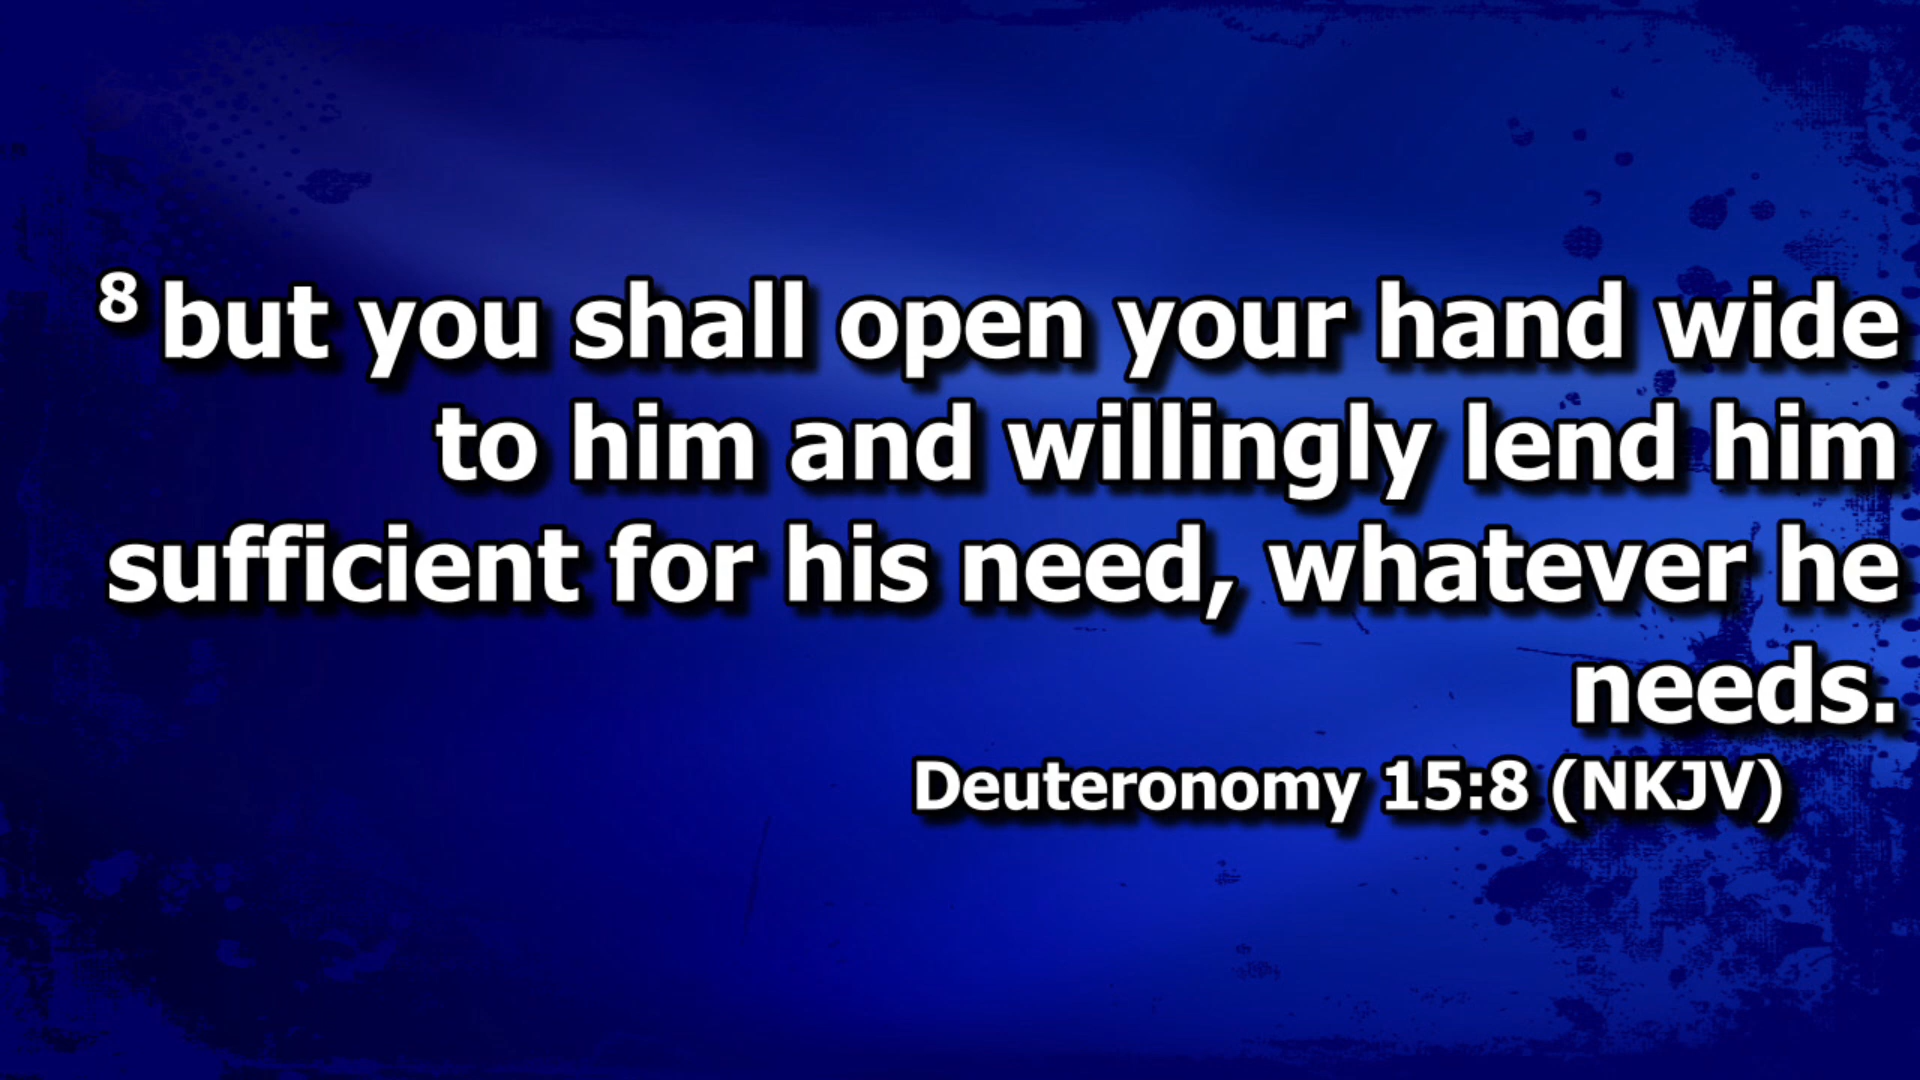 8 but you shall open your hand wide
to him and willingly lend him
sufficient for his need, whatever he
needs.
Deuteronomy 15:8 (NKJV)